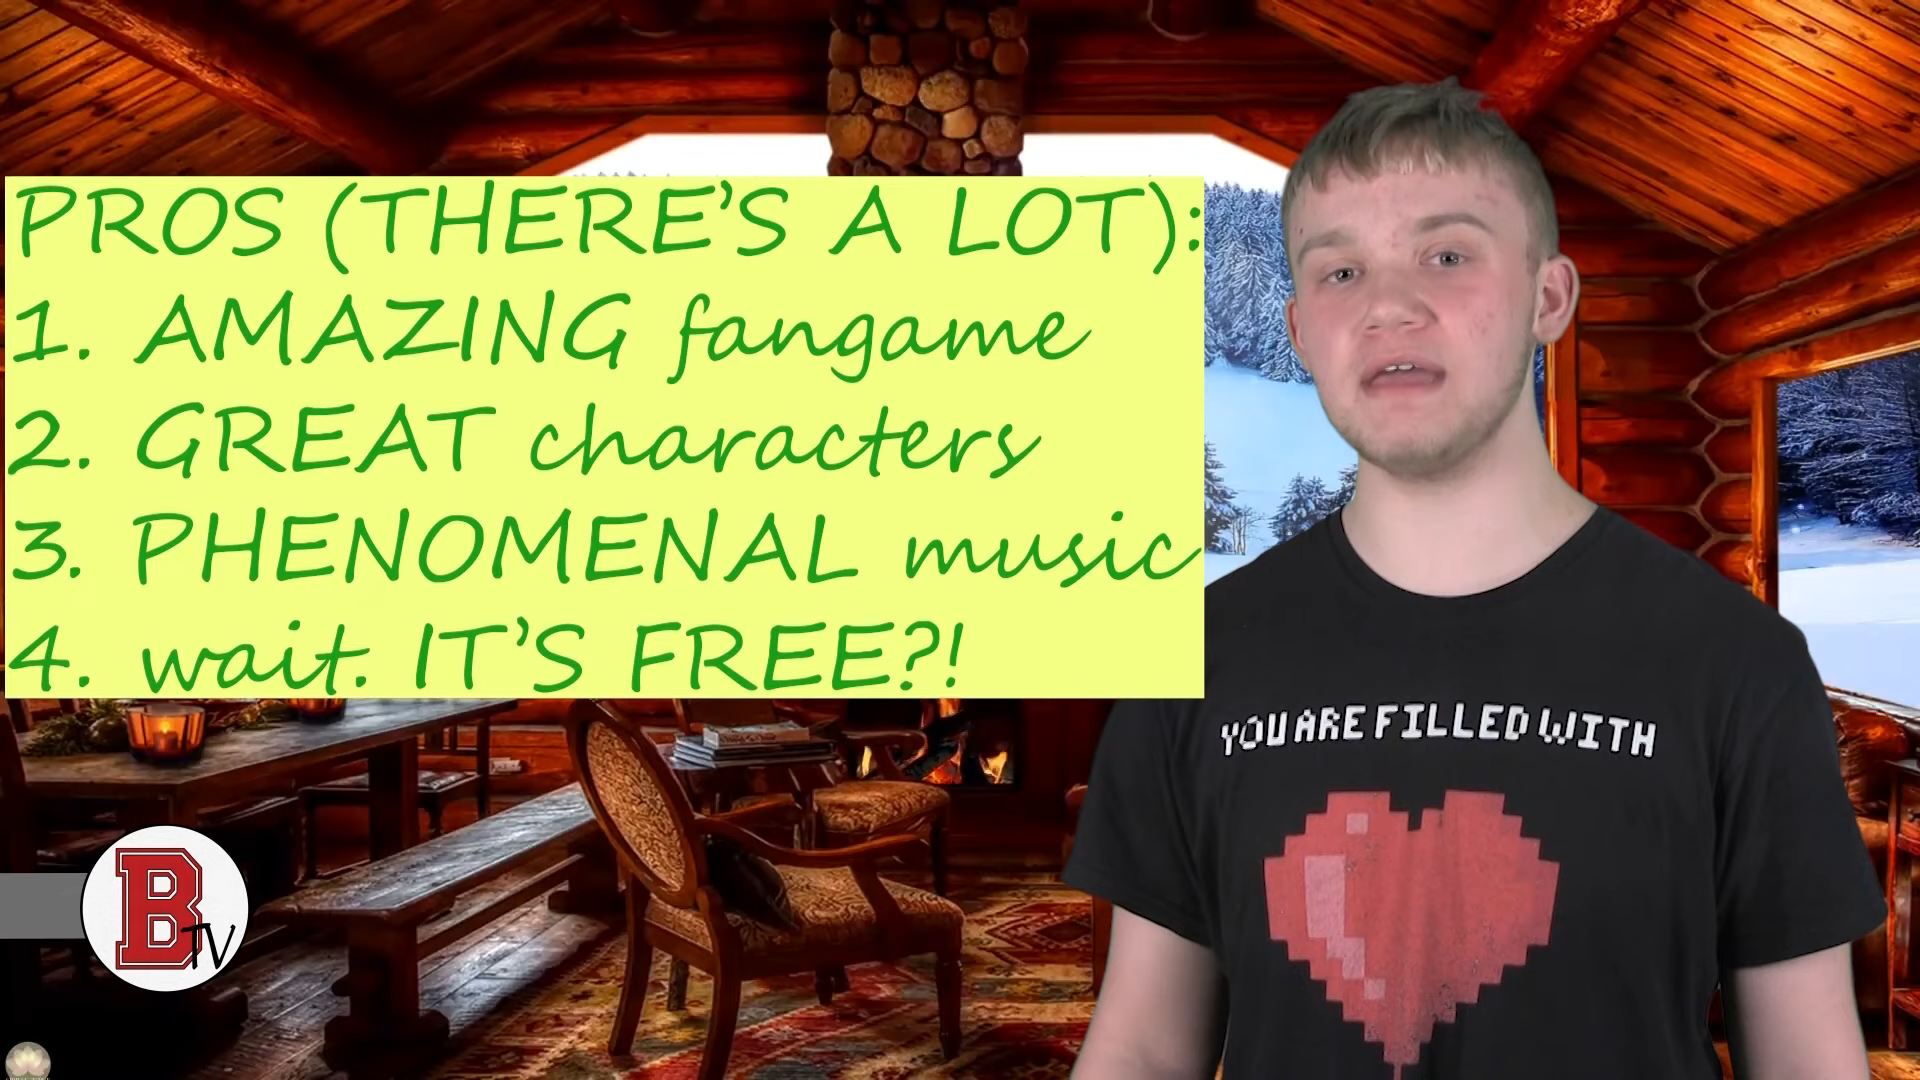 PROS (THERE'S A LOT):
1. AMAZING fangame
2. GREAT characters
3. PHENOMENAL music
4. wait. IT'S FREE?!
YOU ARE FILLED WITH
B
TV